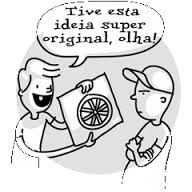 Tive esta
ideia super
original, olha!